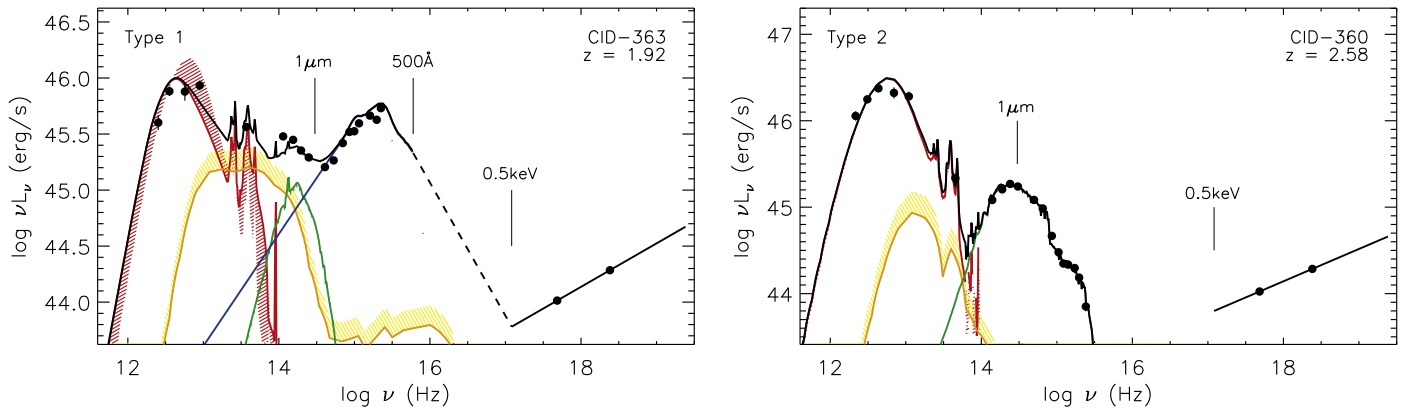 Type 1
CID-363
z = 1.92
1μm
500Å
0.5keV
46.5
46.0
45.5
45.0
44.5
44.0
log νLν (erg/s)
12
14
16
18
log ν (Hz)
Type 2
CID-360
z = 2.58
1μm
0.5keV
47
46
45
44
log νLν (erg/s)
12
14
16
18
log ν (Hz)